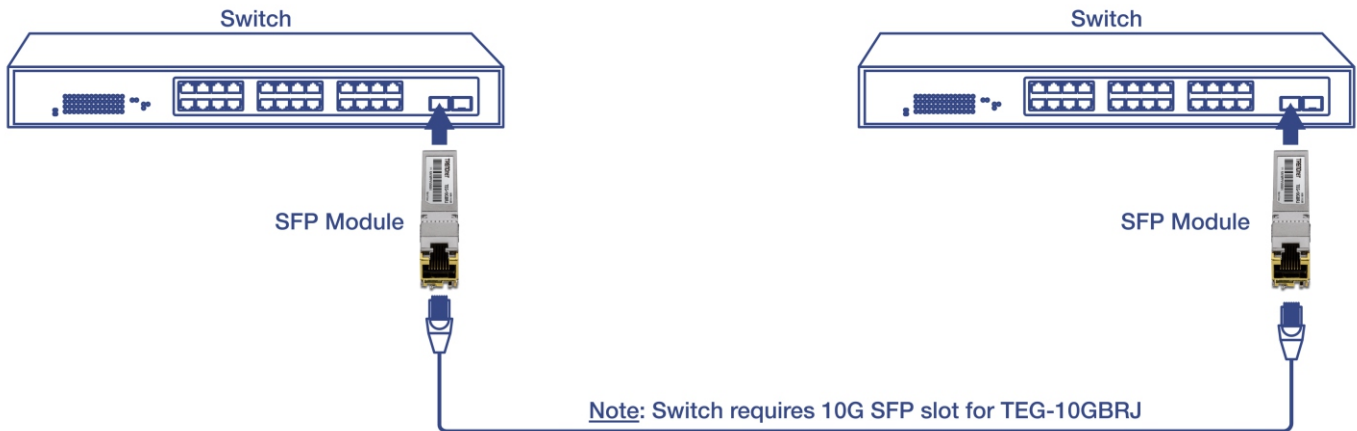 Switch
Switch
SFP Module
SFP Module
Note: Switch requires 10G SFP slot for TEG-10GBRJ